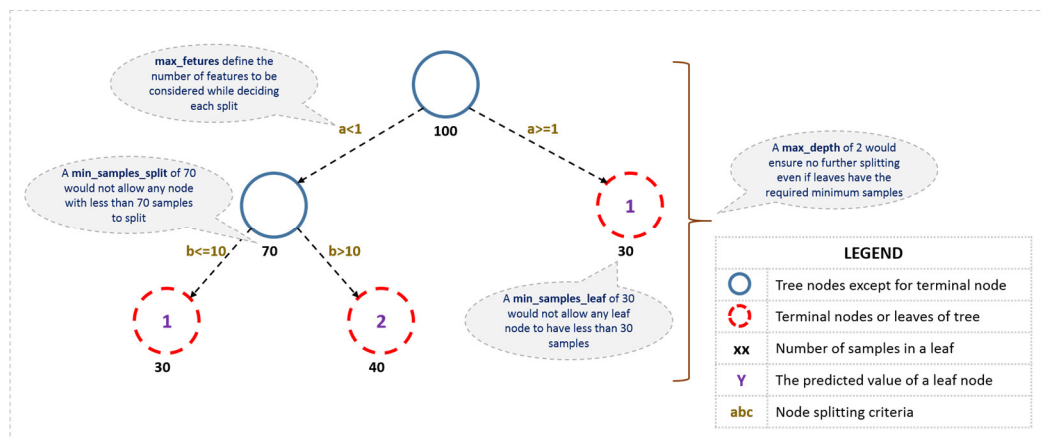 max_fetures define the
number of features to be
considered while deciding
each split
100
a<1
a>=1
A max_depth of 2 would
ensure no further splitting
even if leaves have the
required minimum samples
A min_samples_split of 70
would not allow any node
with less than 70 samples
to split
1
70
30
b<=10
b>10
A min_samples_leaf of 30
would not allow any leaf
node to have less than 30
samples
1
2
30
40
LEGEND
Tree nodes except for terminal node
Terminal nodes or leaves of tree
xx Number of samples in a leaf
Y The predicted value of a leaf node
abc Node splitting criteria